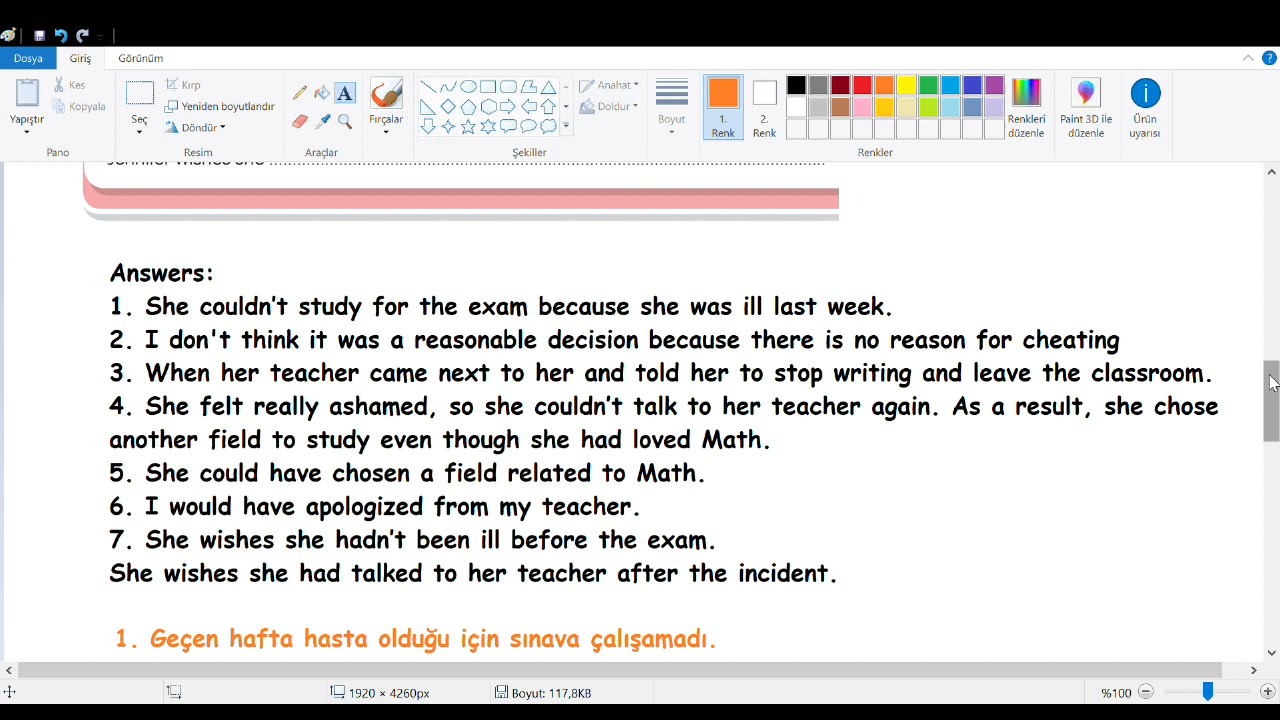 Dosya Giriş Görünüm
Yapıştır
Kes
Kopyala
Pano
Seç
Kırp
Yeniden boyutlandır
Döndür
Resim
A
Araçlar
Fırçalar
Şekiller
Anahat
Doldur
Boyut
1. Renk
2. Renk
Renkleri düzenle
Renkler
Paint 3D ile düzenle
Ürün uyarısı
Answers:
1. She couldn't study for the exam because she was ill last week.
2. I don't think it was a reasonable decision because there is no reason for cheating
3. When her teacher came next to her and told her to stop writing and leave the classroom.
4. She felt really ashamed, so she couldn't talk to her teacher again. As a result, she chose
another field to study even though she had loved Math.
5. She could have chosen a field related to Math.
6. I would have apologized from my teacher.
7. She wishes she hadn't been ill before the exam.
She wishes she had talked to her teacher after the incident.
1. Geçen hafta hasta olduğu için sınava çalışamadı.
1920 × 4260px Boyut: 117,8KB %100